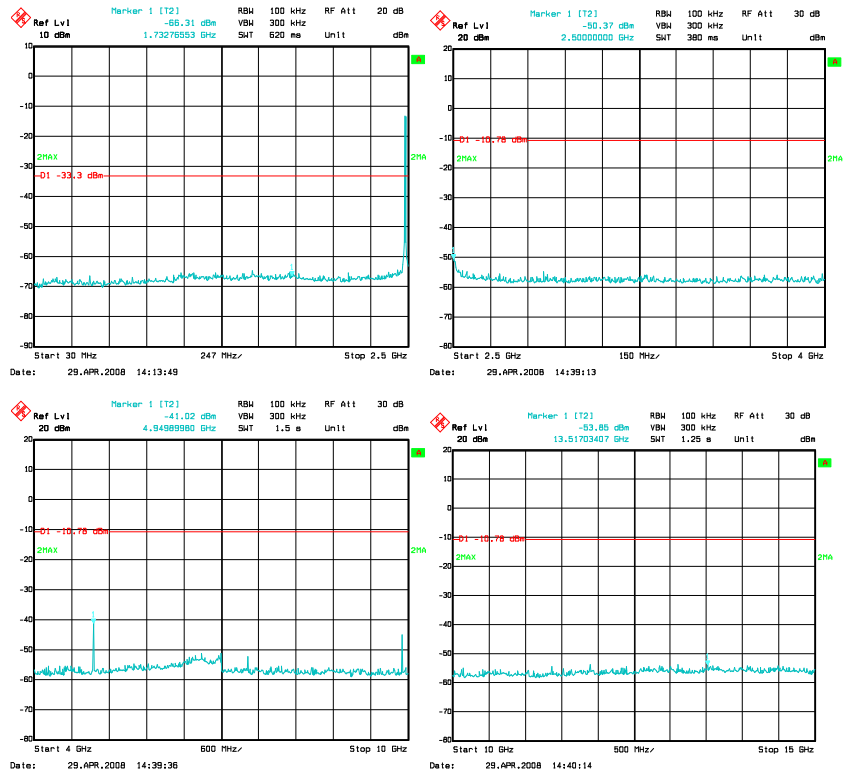 Marker 1 [T2] RBW 100 kHz RF Att 20 dB
Ref Lvl -66.31 dBm VBW 300 kHz
10 dBm 1.73276553 GHz SWT 620 ms Unit dBm
10
0
A
-10
-20
2MAX 2MA
-30
D1 -33.3 dBm
-40
-50
-60
-70
-80
-90
Start 30 MHz 247 MHz/ Stop 2.5 GHz
Date: 29.APR.2008 14:13:49
Marker 1 [T2] RBW 100 kHz RF Att 30 dB
Ref Lvl -50.37 dBm VBW 300 kHz
20 dBm 2.50000000 GHz SWT 380 ms Unit dBm
20
A
10
0
-10
D1 -10.78 dBm
2MAX 2MA
-20
-30
-40
-50
-60
-70
-80
Start 2.5 GHz 150 MHz/ Stop 4 GHz
Date: 29.APR.2008 14:39:13
Marker 1 [T2] RBW 100 kHz RF Att 30 dB
Ref Lvl -41.02 dBm VBW 300 kHz
20 dBm 4.94989980 GHz SWT 1.5 s Unit dBm
20
A
10
0
-10
D1 -10.78 dBm
2MAX 2MA
-20
-30
-40
-50
-60
-70
-80
Start 4 GHz 600 MHz/ Stop 10 GHz
Date: 29.APR.2008 14:39:36
Marker 1 [T2] RBW 100 kHz RF Att 30 dB
Ref Lvl -53.85 dBm VBW 300 kHz
20 dBm 13.51703407 GHz SWT 1.25 s Unit dBm
20
A
10
0
-10
D1 -10.78 dBm
2MAX 2MA
-20
-30
-40
-50
-60
-70
-80
Start 10 GHz 500 MHz/ Stop 15 GHz
Date: 29.APR.2008 14:40:14